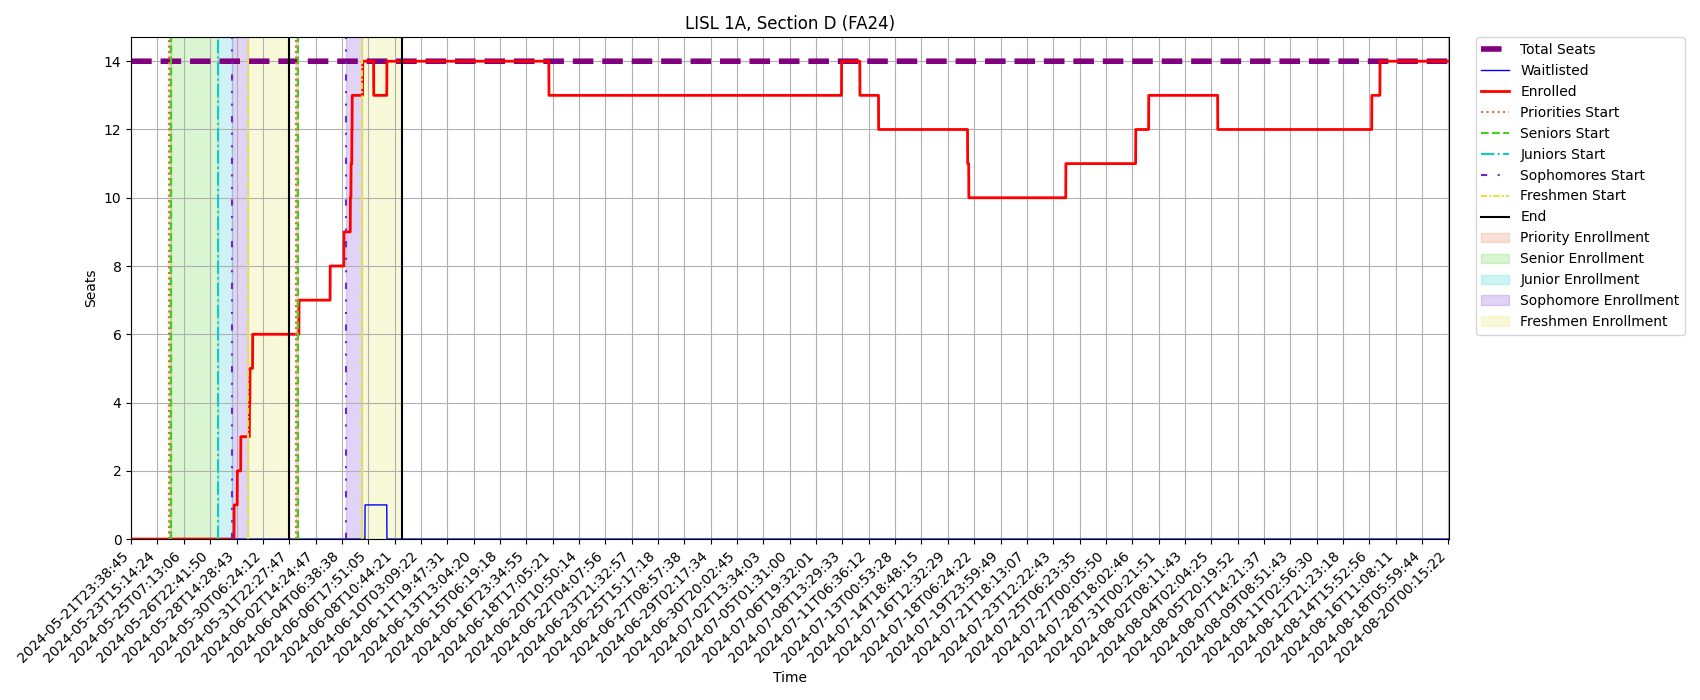 LISL 1A, Section D (FA24)
Seats
14
12
10
8
6
4
2
0
2024-05-21T23:38:45
2024-05-23T15:14:24
2024-05-25T07:13:06
2024-05-26T22:41:50
2024-05-28T14:28:43
2024-05-30T06:24:12
2024-05-31T22:27:47
2024-06-02T14:24:47
2024-06-04T06:38:38
2024-06-06T17:51:05
2024-06-08T10:44:21
2024-06-10T03:09:22
2024-06-11T19:47:31
2024-06-13T13:04:20
2024-06-15T06:19:18
2024-06-16T23:34:55
2024-06-18T17:05:21
2024-06-20T10:50:14
2024-06-22T04:07:56
2024-06-23T21:32:57
2024-06-25T15:17:18
2024-06-27T08:57:38
2024-06-29T02:17:34
2024-06-30T20:02:45
2024-07-02T13:34:03
2024-07-05T01:31:00
2024-07-06T19:32:01
2024-07-08T13:29:33
2024-07-11T06:36:12
2024-07-13T00:53:28
2024-07-14T18:48:15
2024-07-16T12:32:29
2024-07-18T06:24:22
2024-07-19T23:59:49
2024-07-21T18:13:07
2024-07-23T12:22:43
2024-07-25T06:23:35
2024-07-27T00:05:50
2024-07-28T18:02:46
2024-07-31T00:21:51
2024-08-02T08:11:43
2024-08-04T02:04:25
2024-08-05T20:19:52
2024-08-07T14:21:37
2024-08-09T08:51:43
2024-08-11T02:56:30
2024-08-12T21:23:18
2024-08-14T15:52:56
2024-08-16T11:08:11
2024-08-18T05:59:44
2024-08-20T00:15:22
Time
Total Seats
Waitlisted
Enrolled
Priorities Start
Seniors Start
Juniors Start
Sophomores Start
Freshmen Start
End
Priority Enrollment
Senior Enrollment
Junior Enrollment
Sophomore Enrollment
Freshmen Enrollment